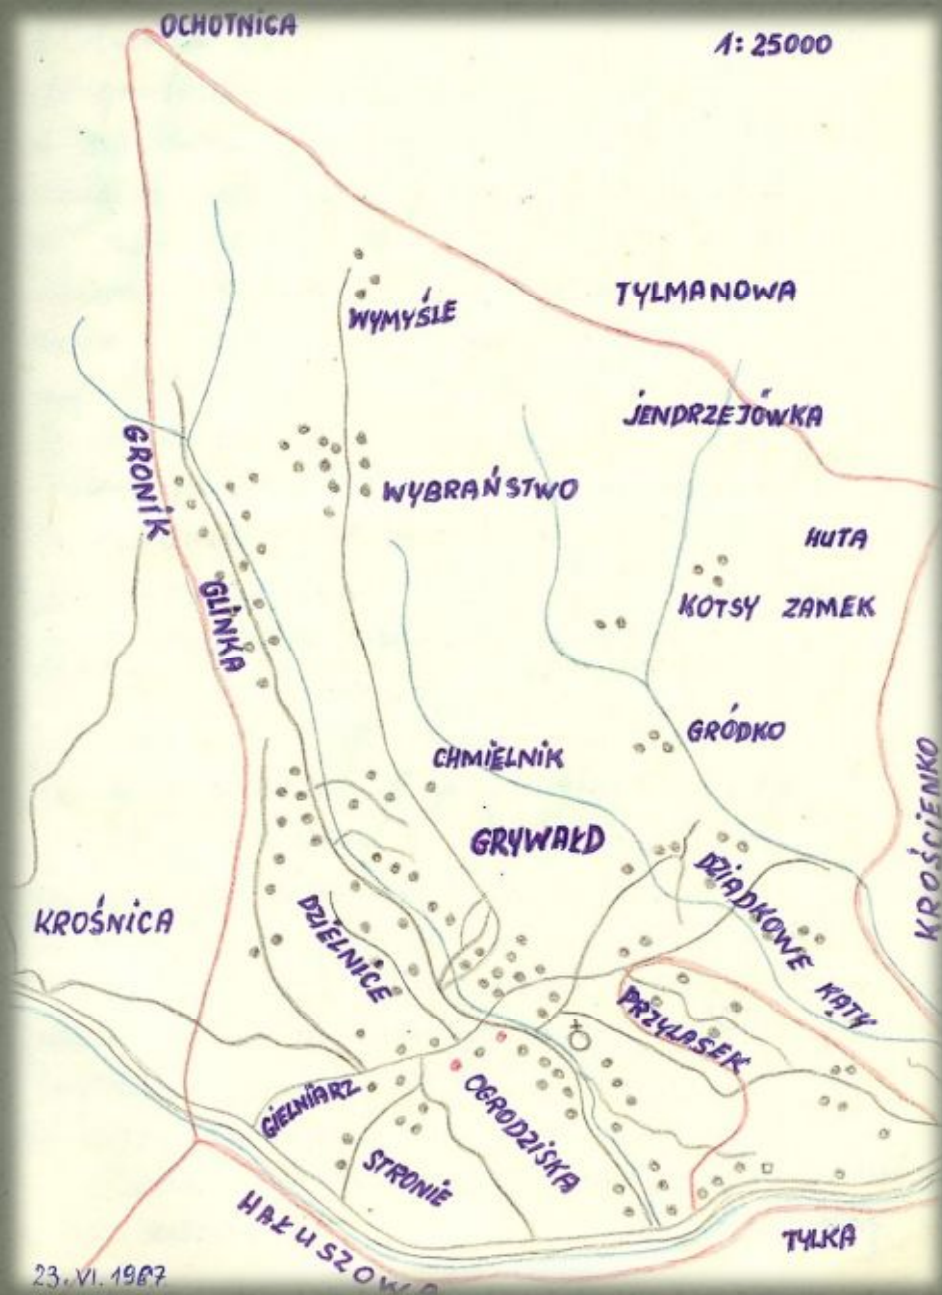 OCHOTNICA
1: 25000
TYLMANOWA
WYMYŚLE
JENDRZEJÓWKA
GRONIK
WYBRAŃSTWO
HUTA
GLINKA
KOTSY ZAMEK
GRÓDKO
CHMIELNIK
KROŚCIENKO
GRYWAŁD
DZIADKOWE KĄTY
KROŚNICA
DZIELNICE
PRZYLASEK
GIELNIARZ
OGRODZISKA
STRONIE
HAŁUSZOWA
TYLKA
23. VI. 1987